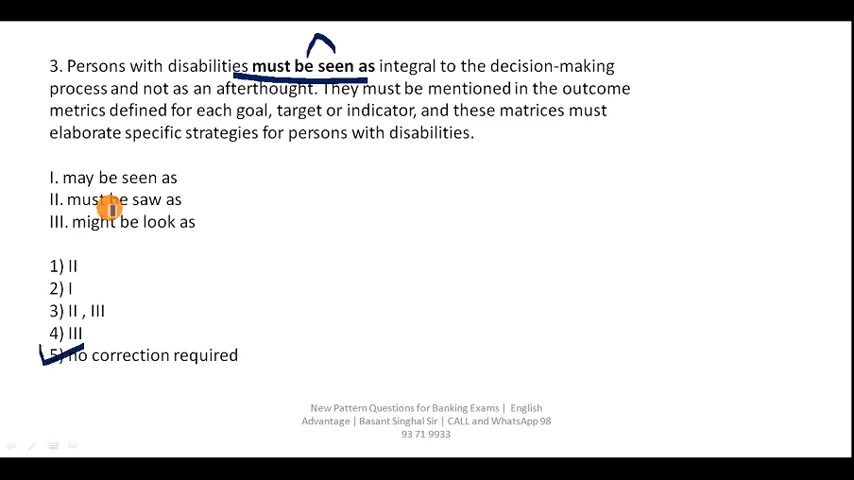 3. Persons with disabilities must be seen as integral to the decision-making
process and not as an afterthought. They must be mentioned in the outcome
metrics defined for each goal, target or indicator, and these matrices must
elaborate specific strategies for persons with disabilities.
I. may be seen as
II. must be saw as
III. might be look as
1) II
2) I
3) II , III
4) III
5) no correction required
New Pattern Questions for Banking Exams | English
Advantage | Basant Singhal Sir | CALL and WhatsApp 98
93 71 9933